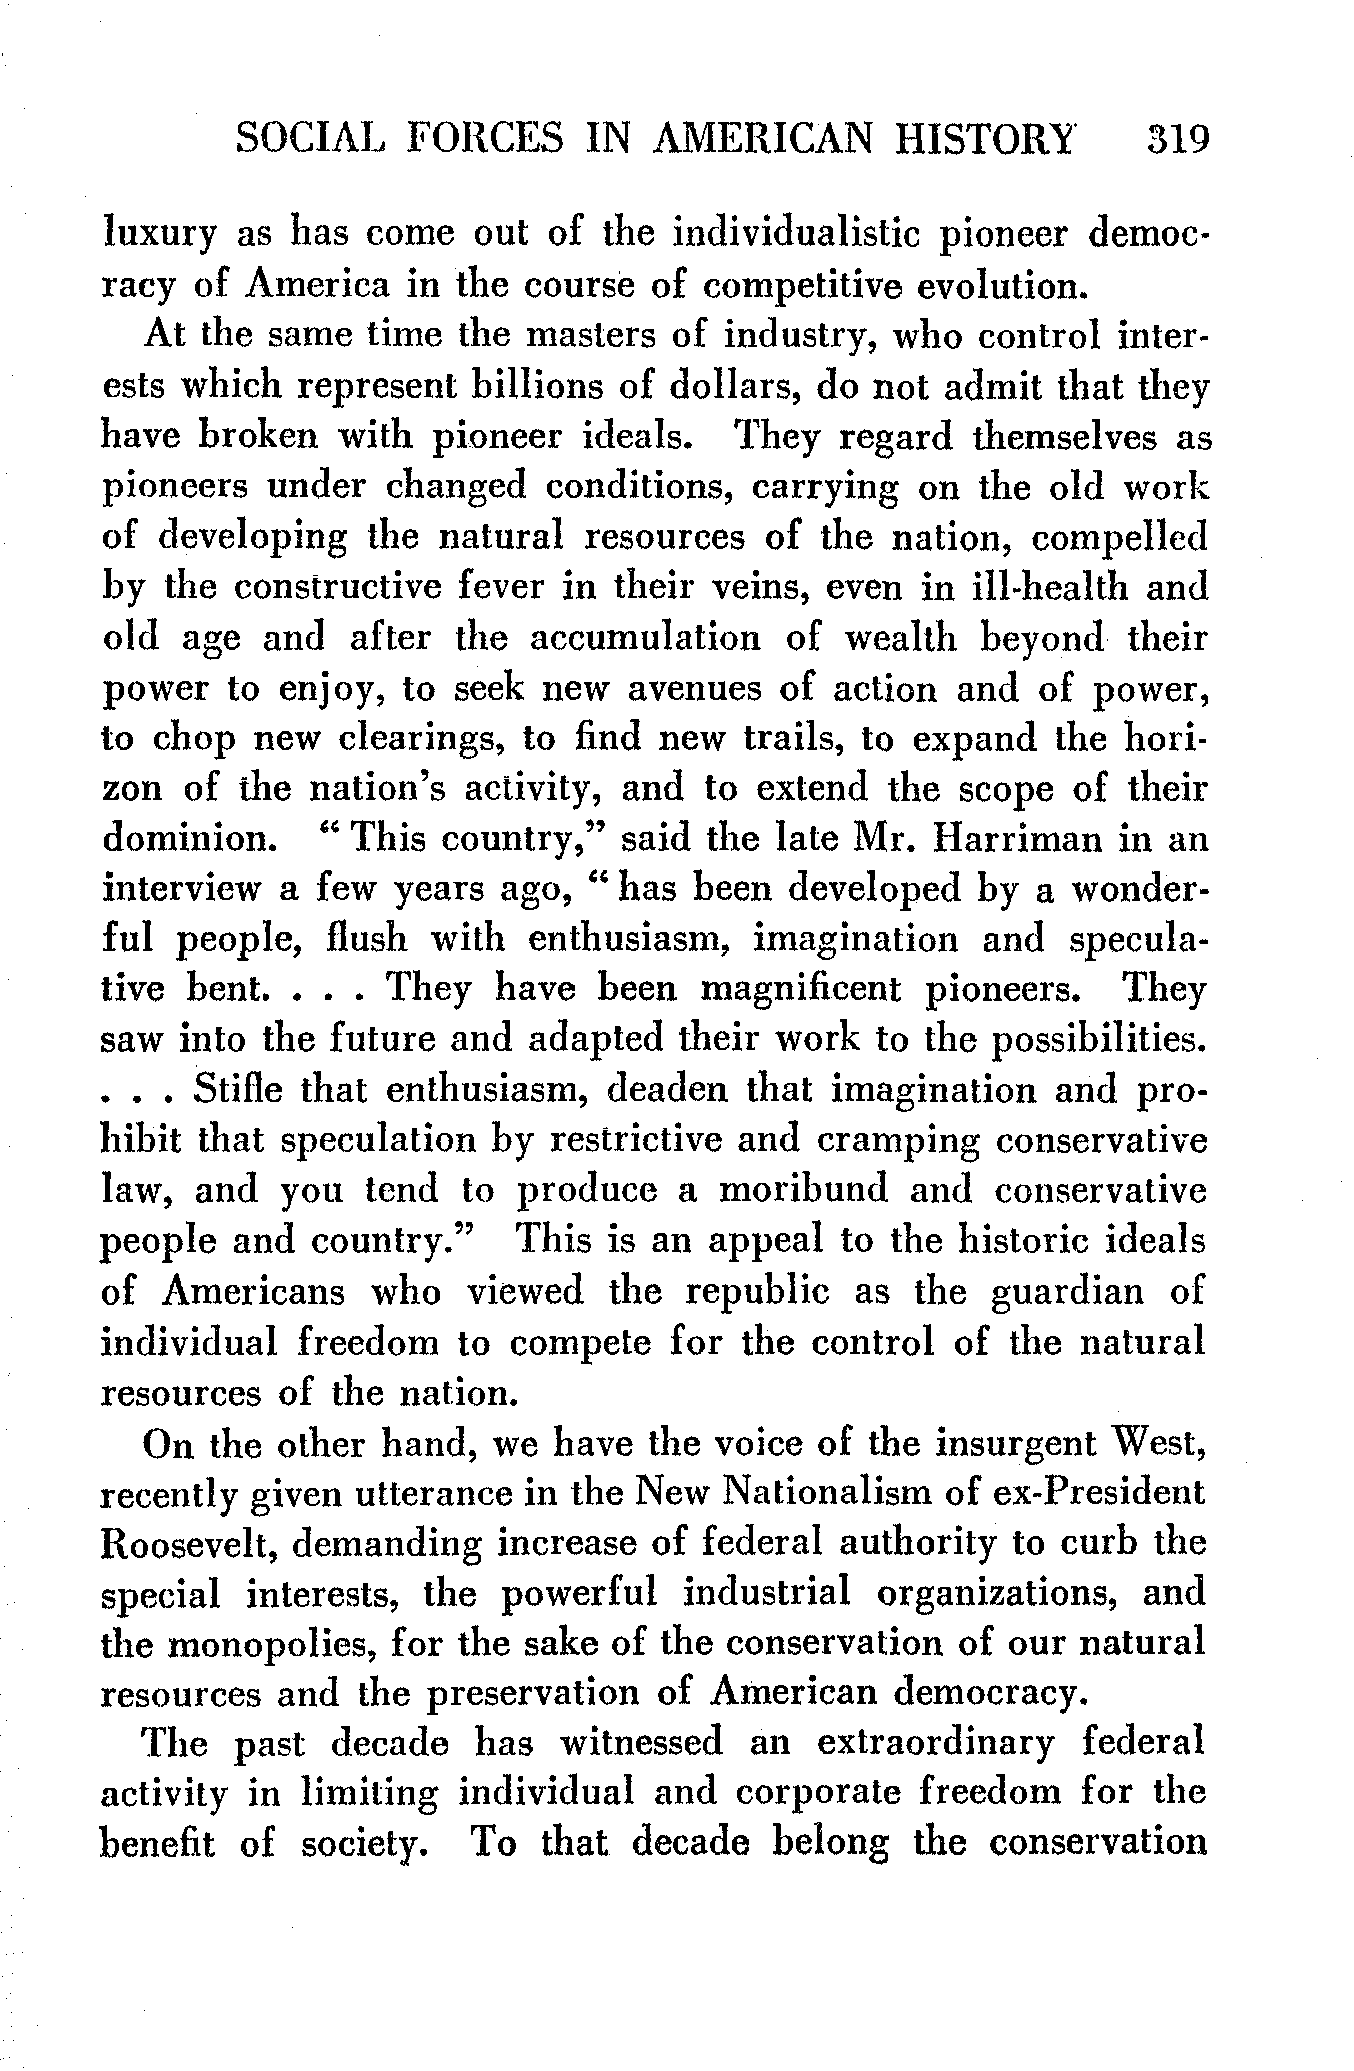 SOCIAL FORCES IN AMERICAN HISTORY 319
luxury as has come out of the individualistic pioneer democ-
racy of America in the course of competitive evolution.
At the same time the masters of industry, who control inter-
ests which represent billions of dollars, do not admit that they
have broken with pioneer ideals. They regard themselves as
pioneers under changed conditions, carrying on the old work
of developing the natural resources of the nation, compelled
by the constructive fever in their veins, even in ill-health and
old age and after the accumulation of wealth beyond their
power to enjoy, to seek new avenues of action and of power,
to chop new clearings, to find new trails, to expand the hori-
zon of the nation's activity, and to extend the scope of their
dominion. “ This country,” said the late Mr. Harriman in an
interview a few years ago, “ has been developed by a wonder-
ful people, flush with enthusiasm, imagination and specula-
tive bent. . . . They have been magnificent pioneers. They
saw into the future and adapted their work to the possibilities.
. . . Stifle that enthusiasm, deaden that imagination and pro-
hibit that speculation by restrictive and cramping conservative
law, and you tend to produce a moribund and conservative
people and country.” This is an appeal to the historic ideals
of Americans who viewed the republic as the guardian of
individual freedom to compete for the control of the natural
resources of the nation.
On the other hand, we have the voice of the insurgent West,
recently given utterance in the New Nationalism of ex-President
Roosevelt, demanding increase of federal authority to curb the
special interests, the powerful industrial organizations, and
the monopolies, for the sake of the conservation of our natural
resources and the preservation of American democracy.
The past decade has witnessed an extraordinary federal
activity in limiting individual and corporate freedom for the
benefit of society. To that decade belong the conservation